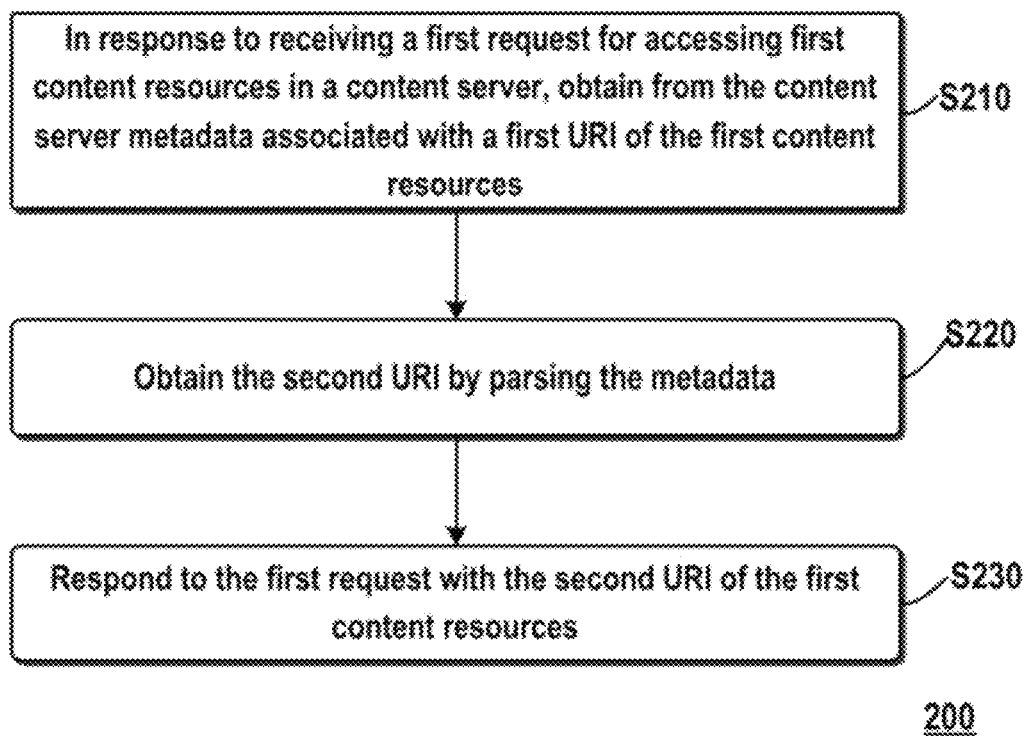 In response to receiving a first request for accessing first
content resources in a content server, obtain from the content
server metadata associated with a first URI of the first content
resources
S210
Obtain the second URI by parsing the metadata
S220
Respond to the first request with the second URI of the first
content resources
S230
200